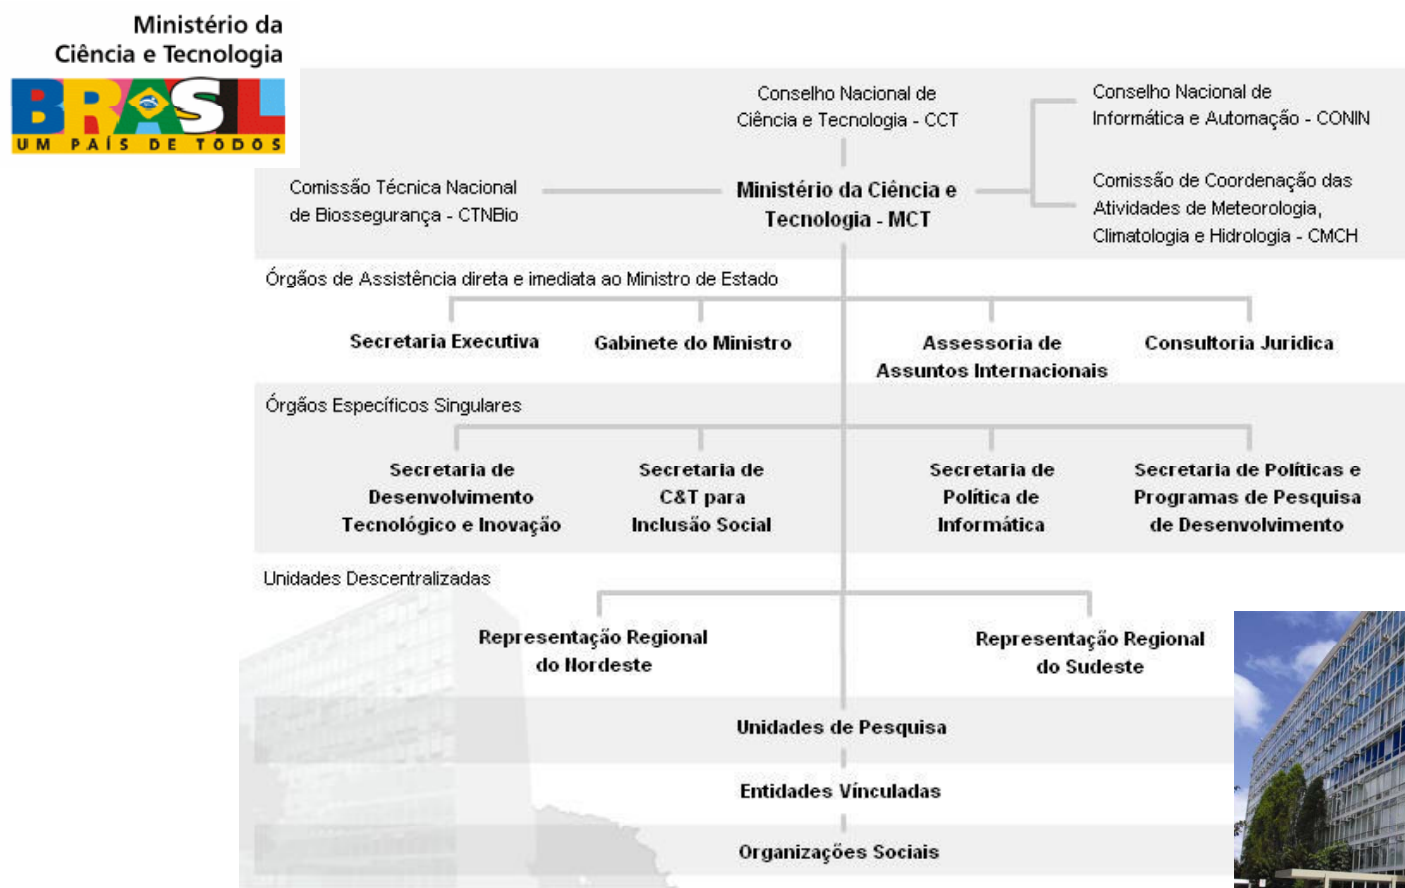 Ministério da
Ciência e Tecnologia
BRASIL
UM PAÍS DE TODOS
Conselho Nacional de
Ciência e Tecnologia - CCT
Conselho Nacional de
Informática e Automação - CONIN
Comissão Técnica Nacional
de Biossegurança - CTNBio
Ministério da Ciência e
Tecnologia - MCT
Comissão de Coordenação das
Atividades de Meteorologia,
Climatologia e Hidrologia - CMCH
Órgãos de Assistência direta e imediata ao Ministro de Estado
Secretaria Executiva
Gabinete do Ministro
Assessoria de
Assuntos Internacionais
Consultoria Juridica
Órgãos Específicos Singulares
Secretaria de
Desenvolvimento
Tecnológico e Inovação
Secretaria de
C&T para
Inclusão Social
Secretaria de
Política de
Informática
Secretaria de Políticas e
Programas de Pesquisa
de Desenvolvimento
Unidades Descentralizadas
Representação Regional
do Nordeste
Representação Regional
do Sudeste
Unidades de Pesquisa
Entidades Vínculadas
Organizações Sociais